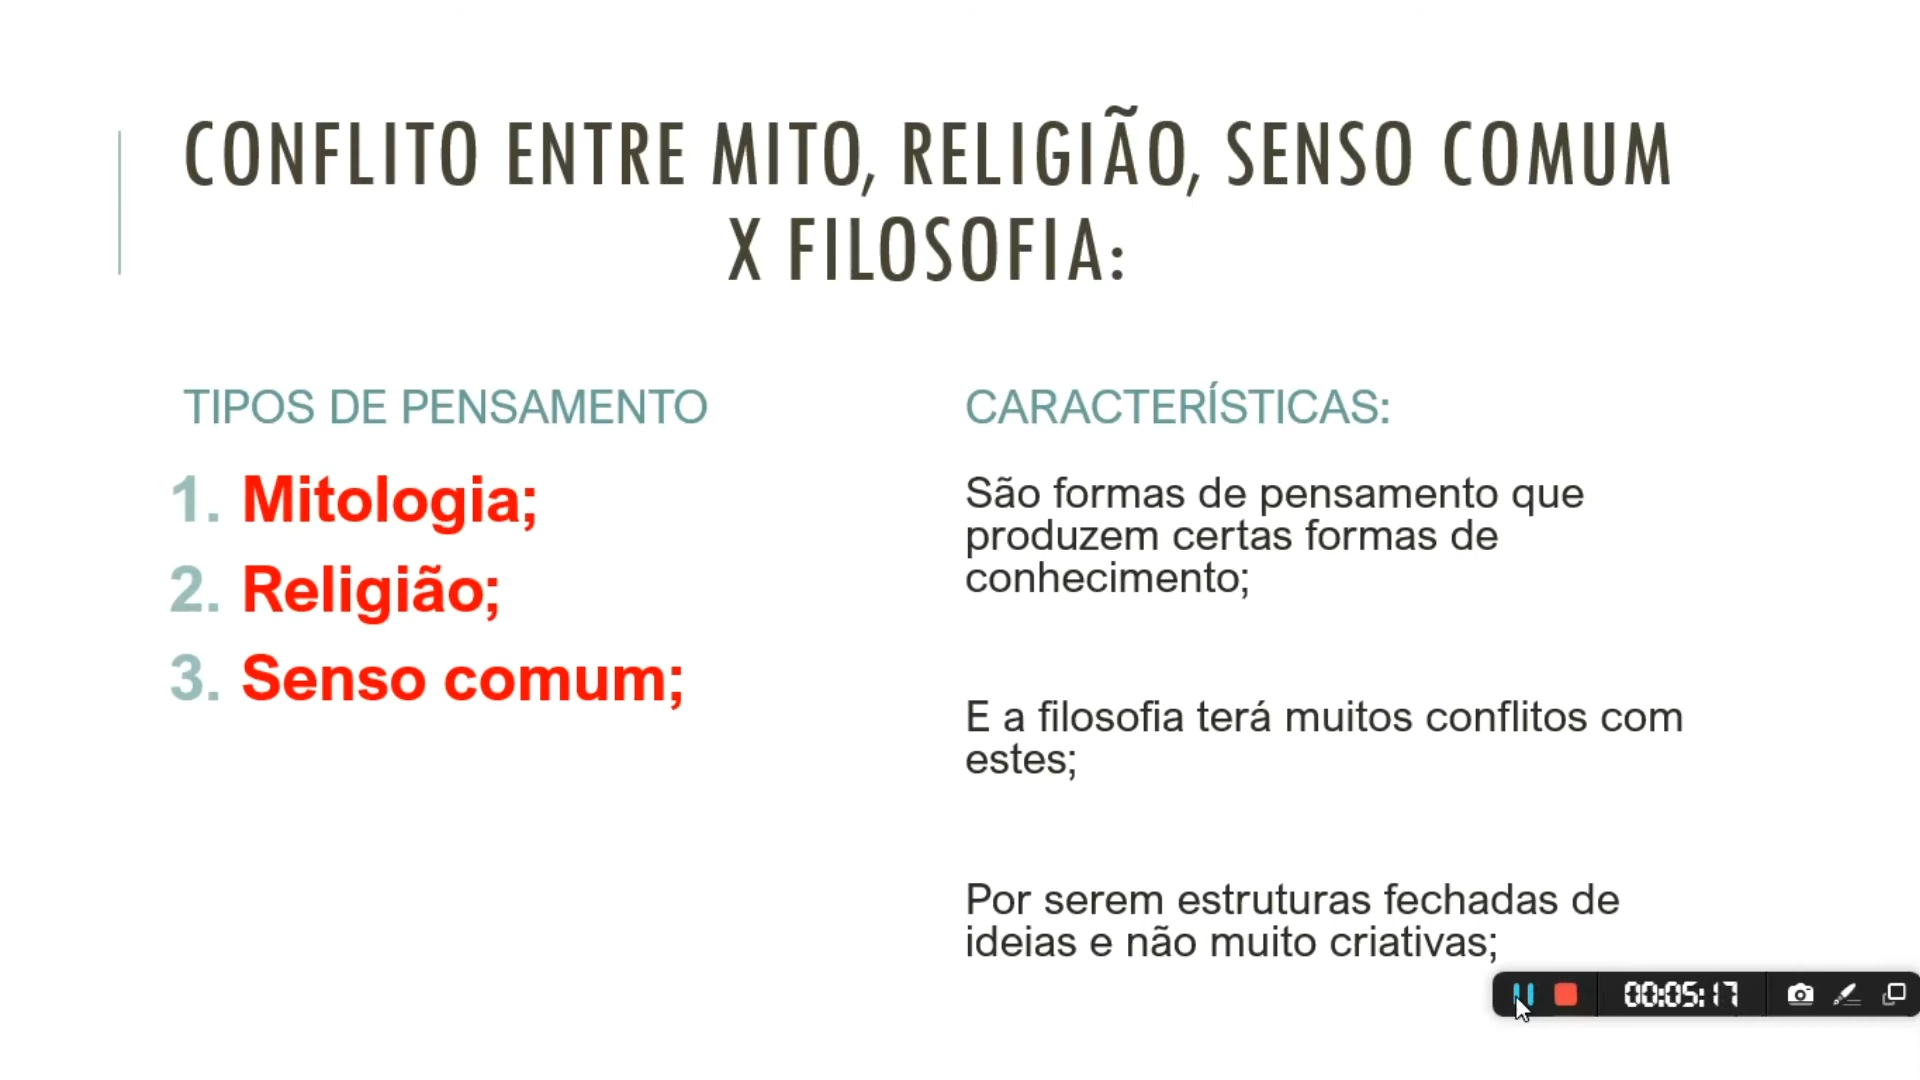 CONFLITO ENTRE MITO, RELIGIÃO, SENSO COMUM
X FILOSOFIA:
TIPOS DE PENSAMENTO
1. Mitologia;
2. Religião;
3. Senso comum;
CARACTERÍSTICAS:
São formas de pensamento que
produzem certas formas de
conhecimento;
E a filosofia terá muitos conflitos com
estes;
Por serem estruturas fechadas de
ideias e não muito criativas;
00:05:17